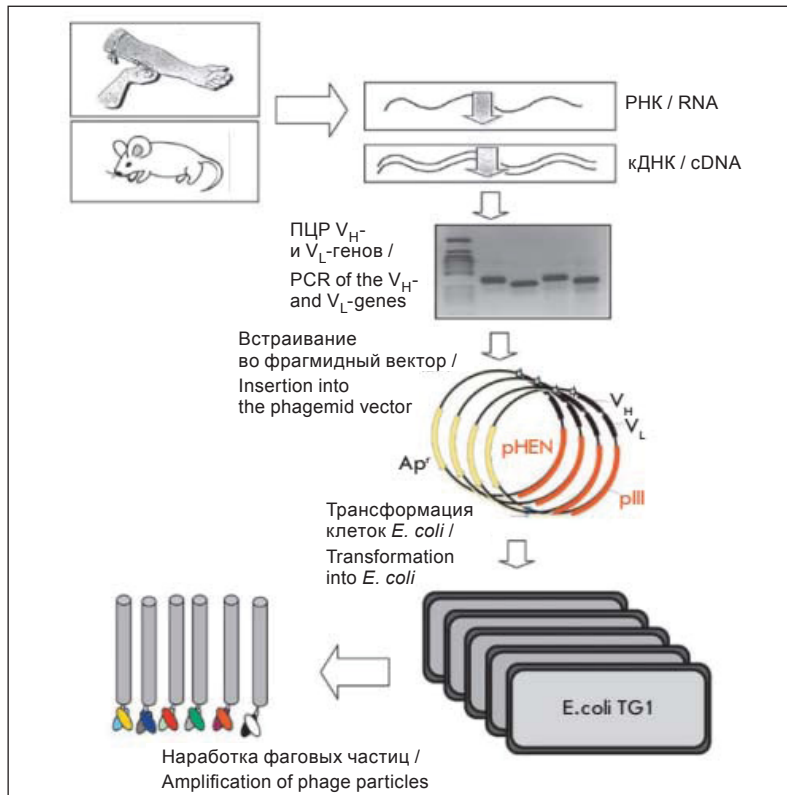 РНК / RNA
кДНК / cDNA
ПЦР V_H-
и V_L-генов /
PCR of the V_H-
and V_L-genes
Встраивание
во фрагмидный вектор /
Insertion into
the phagemid vector
V_H
V_L
pHEN
Ap^r
pIII
Трансформация
клеток E. coli /
Transformation
into E. coli
E.coli TG1
Наработка фаговых частиц /
Amplification of phage particles